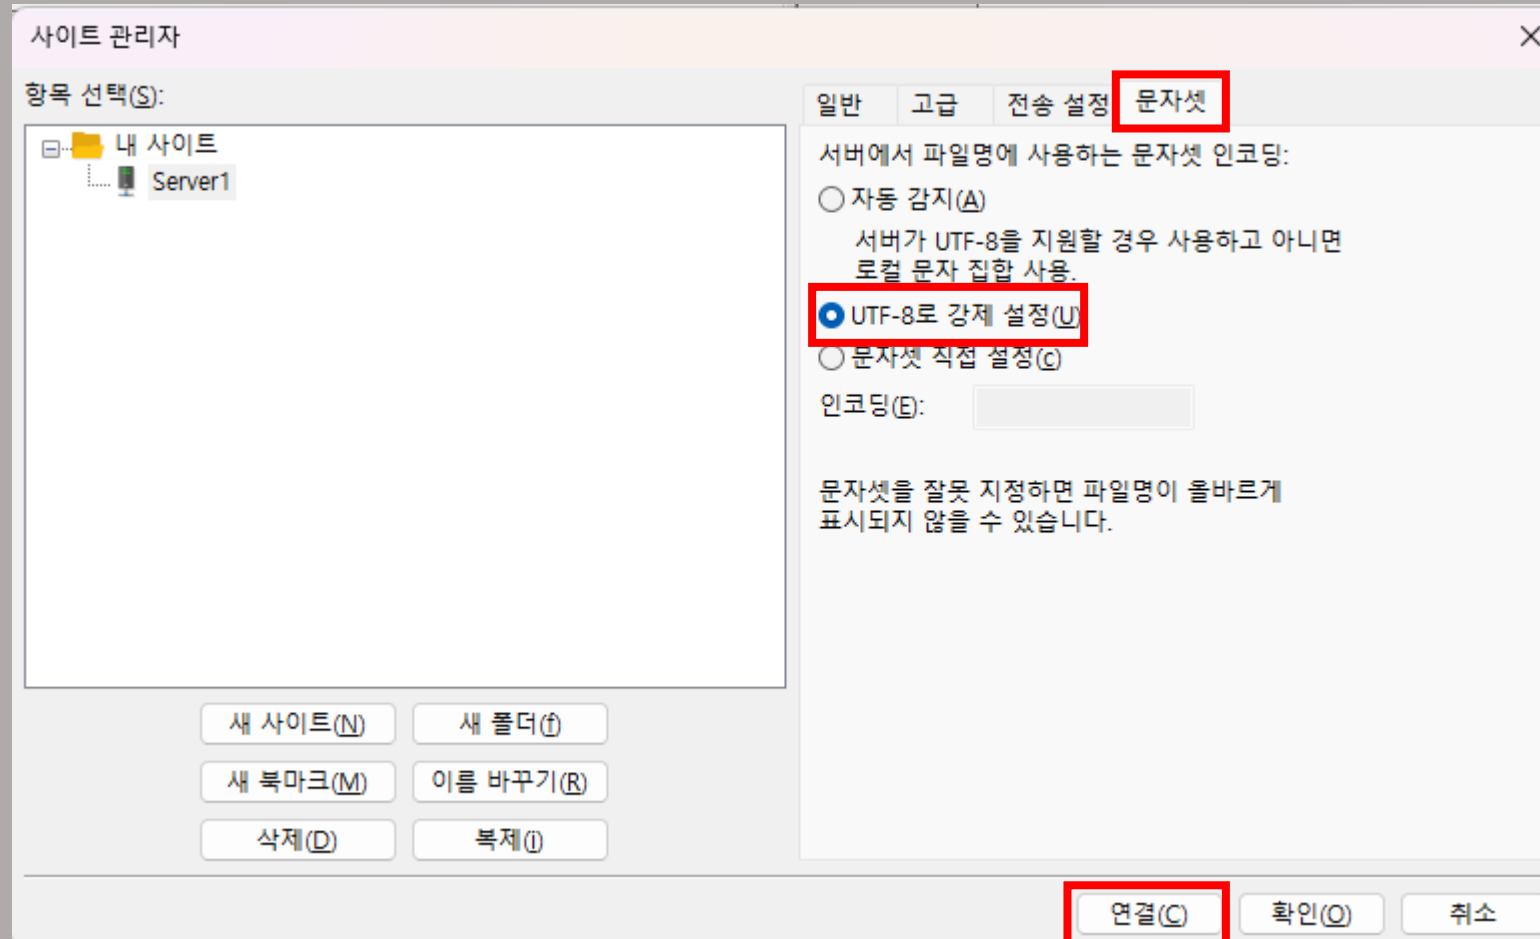 사이트 관리자
항목 선택(S):
내 사이트
Server1
새 사이트(N)
새 폴더(f)
새 북마크(M)
이름 바꾸기(R)
삭제(D)
복제(i)
일반
고급
전송 설정
문자셋
서버에서 파일명에 사용하는 문자셋 인코딩:
자동 감지(A)
서버가 UTF-8을 지원할 경우 사용하고 아니면
로컬 문자 집합 사용.
UTF-8로 강제 설정(U)
문자셋 직접 설정(c)
인코딩(E):
문자셋을 잘못 지정하면 파일명이 올바르게
표시되지 않을 수 있습니다.
연결(C)
확인(O)
취소